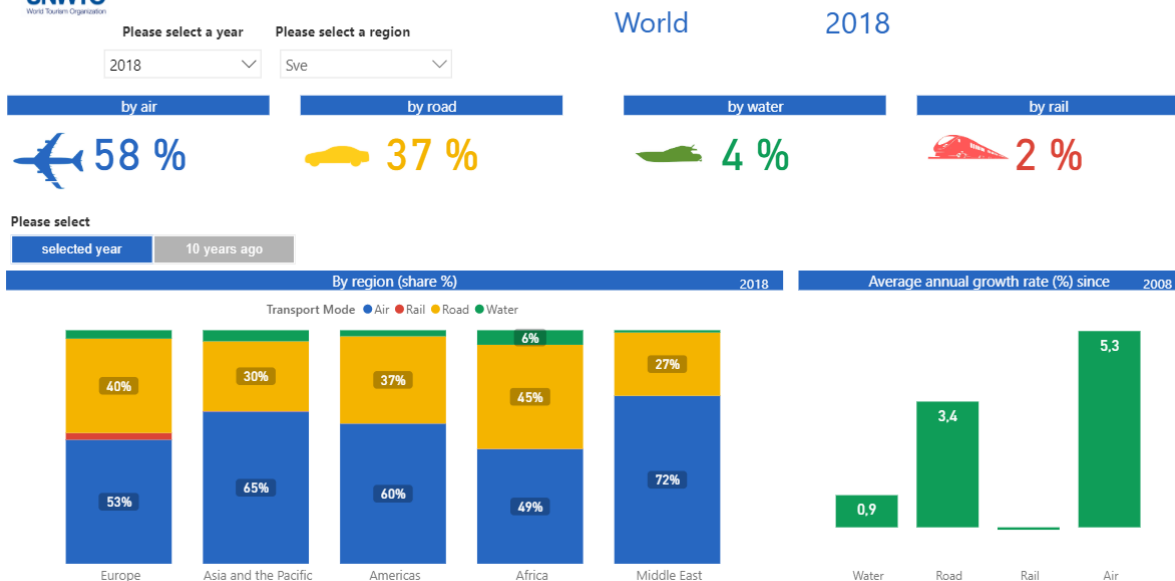 World Tourism Organization
Please select a year
Please select a region
World
2018
2018
Sve
by air
by road
by water
by rail
58 %
37 %
4 %
2 %
Please select
selected year
10 years ago
By region (share %)
2018
Average annual growth rate (%) since
2008
Transport Mode Air Rail Road Water
6%
40%
30%
37%
45%
27%
53%
65%
60%
49%
72%
5,3
3,4
0,9
Europe
Asia and the Pacific
Americas
Africa
Middle East
Water
Road
Rail
Air